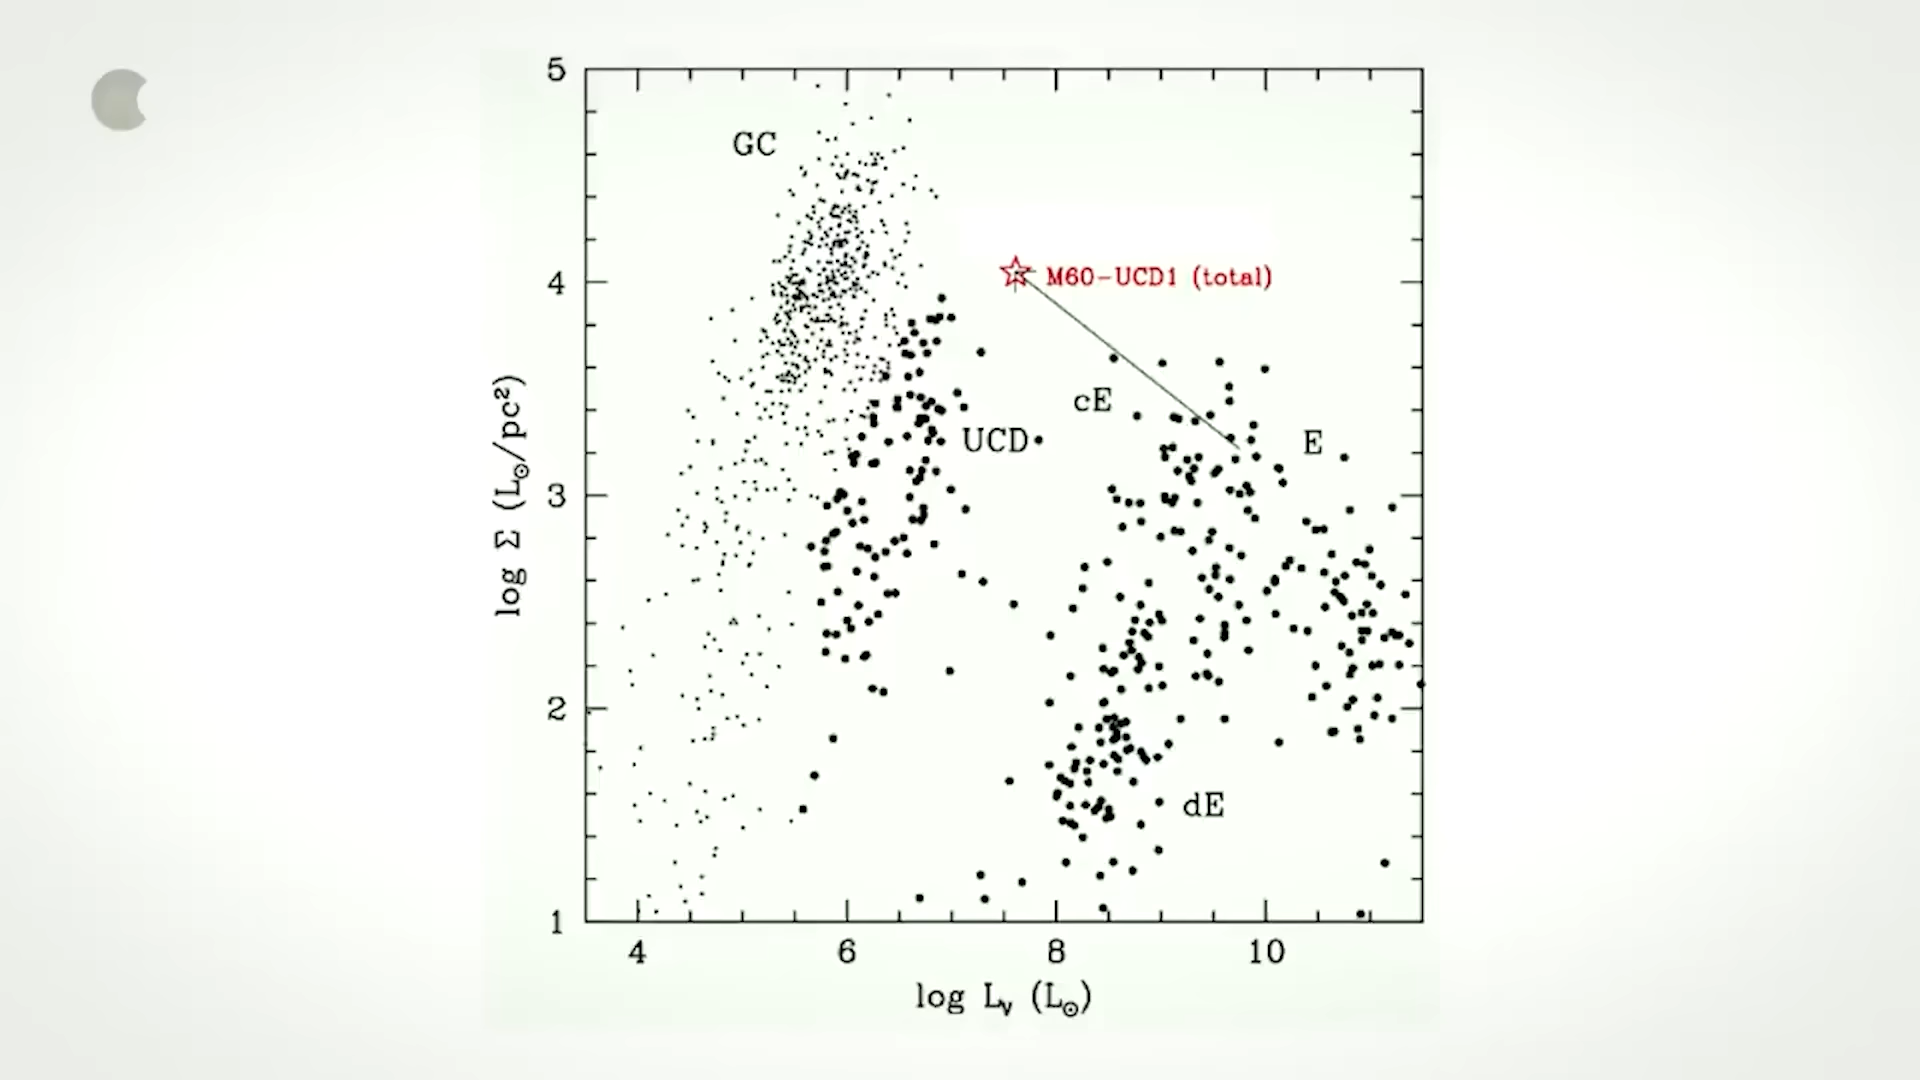 5
GC
4
M60-UCD1 (total)
cE
UCD
E
3
2
dE
1
4 6 8 10
log Σ (L☉/pc²)
log Lᵥ (L☉)